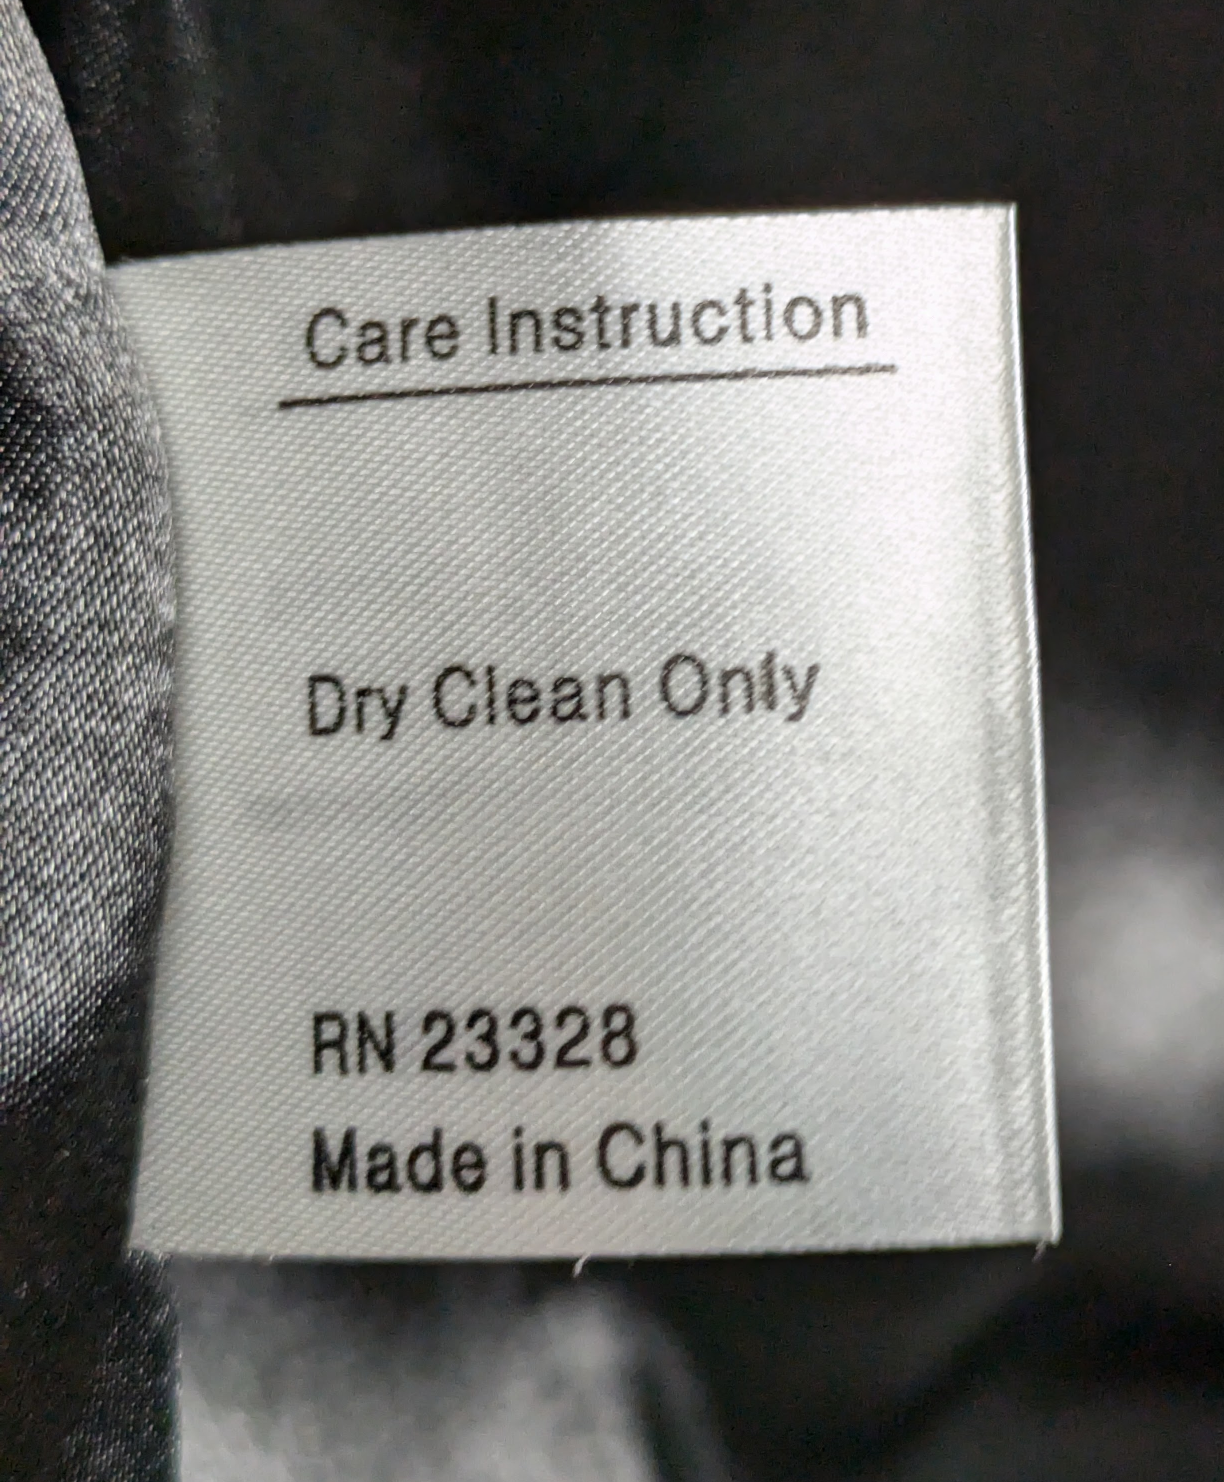 Care Instruction
Dry Clean Only
RN 23328
Made in China